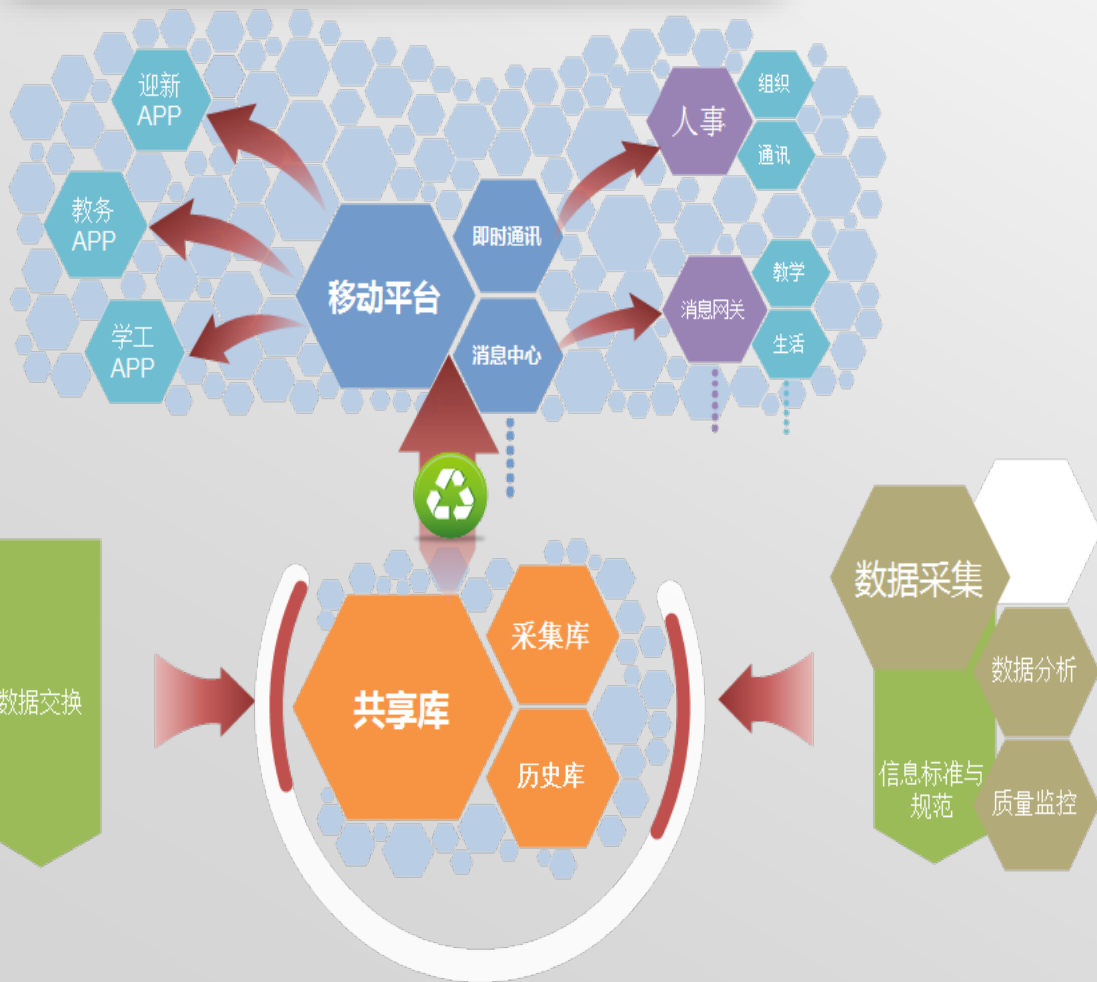 迎新
APP
教务
APP
学工
APP
移动平台
即时通讯
消息中心
人事
组织
通讯
消息网关
教学
生活
数据交换
共享库
采集库
历史库
数据采集
数据分析
信息标准与
规范
质量监控